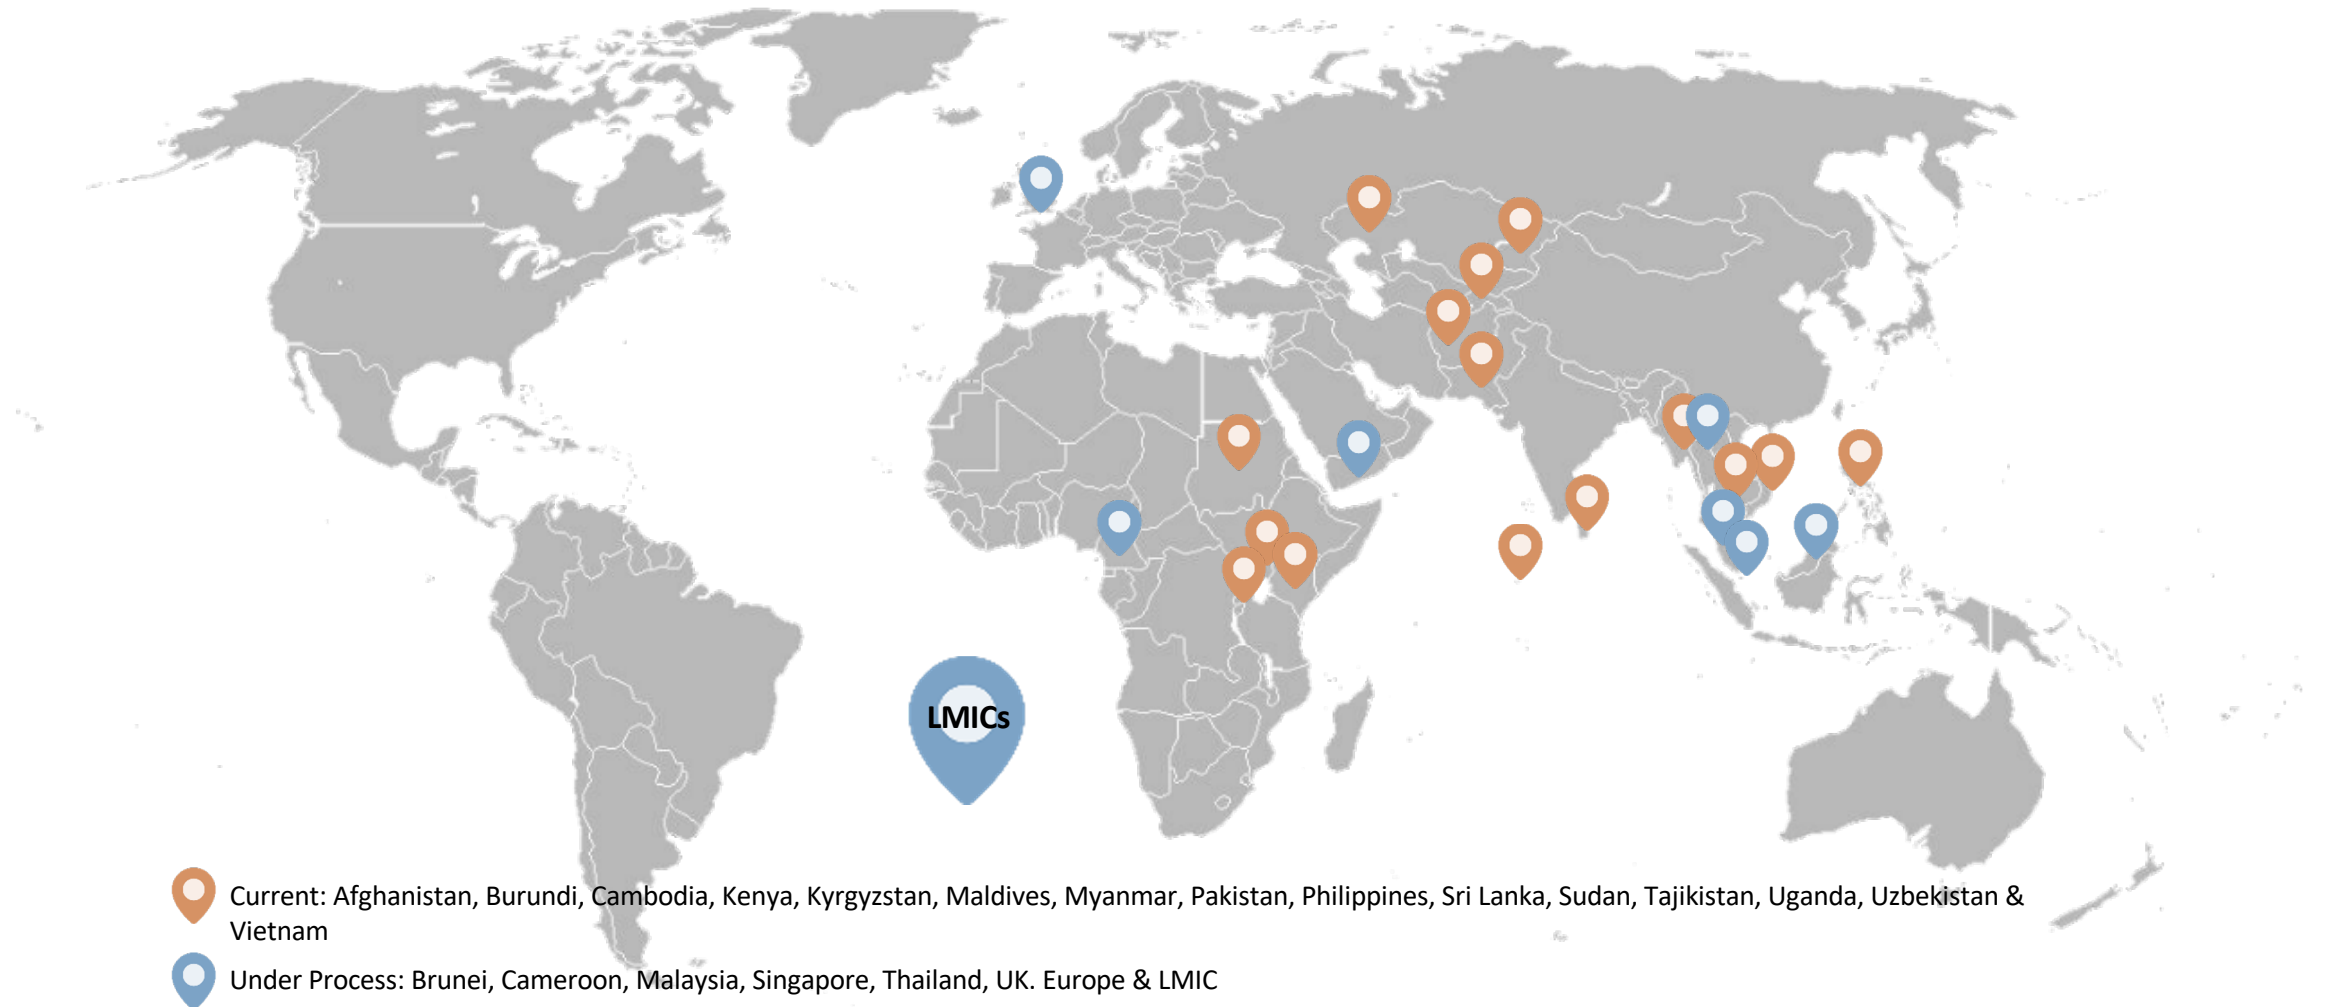 LMICs
Current: Afghanistan, Burundi, Cambodia, Kenya, Kyrgyzstan, Maldives, Myanmar, Pakistan, Philippines, Sri Lanka, Sudan, Tajikistan, Uganda, Uzbekistan &
Vietnam
Under Process: Brunei, Cameroon, Malaysia, Singapore, Thailand, UK. Europe & LMIC